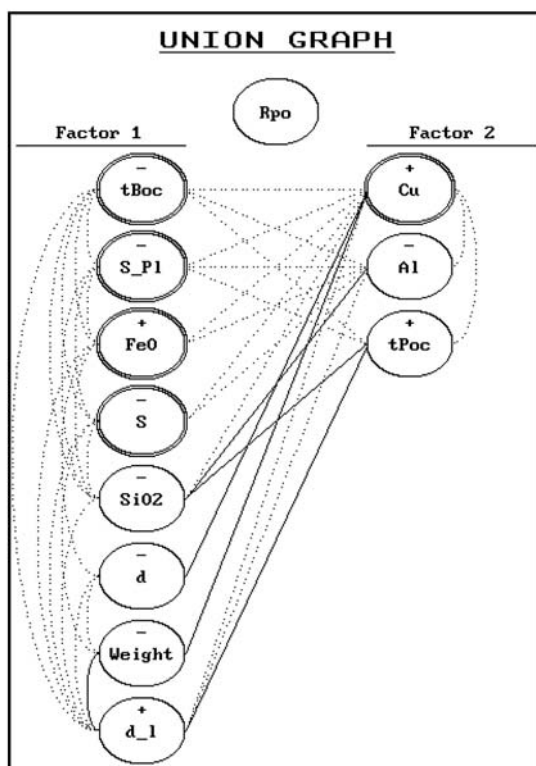 UNION GRAPH
Rpo
Factor 1
Factor 2
-
tBoc
+
Cu
-
S_Pl
-
Al
+
FeO
+
tPoc
-
S
-
SiO2
-
d
-
Weight
+
d_l